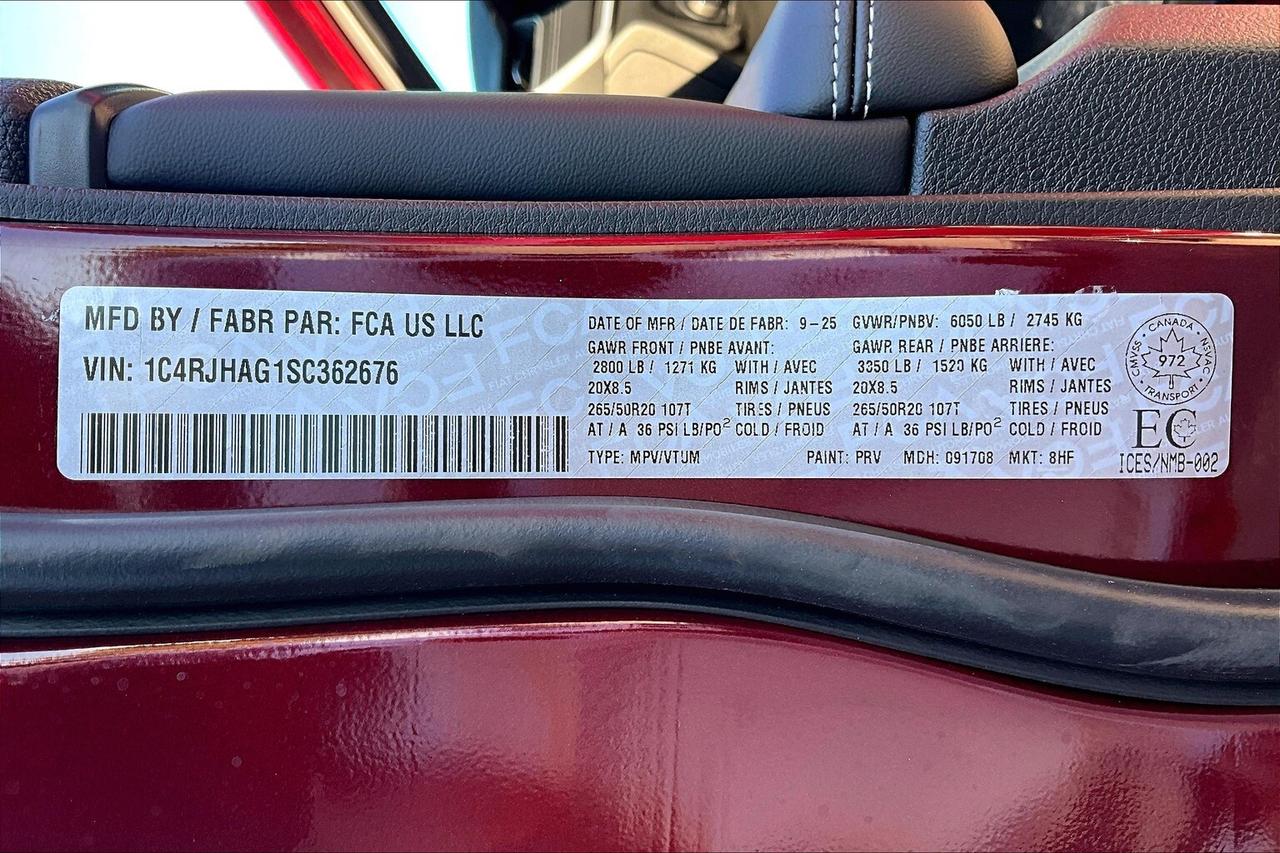 MFD BY / FABR PAR: FCA US LLC
VIN: 1C4RJHAG1SC362676
DATE OF MFR / DATE DE FABR: 9-25
GAWR FRONT / PNBE AVANT:
2800 LB / 1271 KG WITH / AVEC
20X8.5 RIMS / JANTES
265/50R20 107T TIRES / PNEUS
AT / A 36 PSI LB/PO² COLD / FROID
TYPE: MPV/VTUM
GVWR/PNBV: 6050 LB / 2745 KG
GAWR REAR / PNBE ARRIERE:
3350 LB / 1520 KG WITH / AVEC
20X8.5 RIMS / JANTES
265/50R20 107T TIRES / PNEUS
AT / A 36 PSI LB/PO² COLD / FROID
PAINT: PRV MDH: 091708 MKT: 8HF
CANADA
CMVSS
NSVAC
972
TRANSPORT
EC
ICES/NMB-002